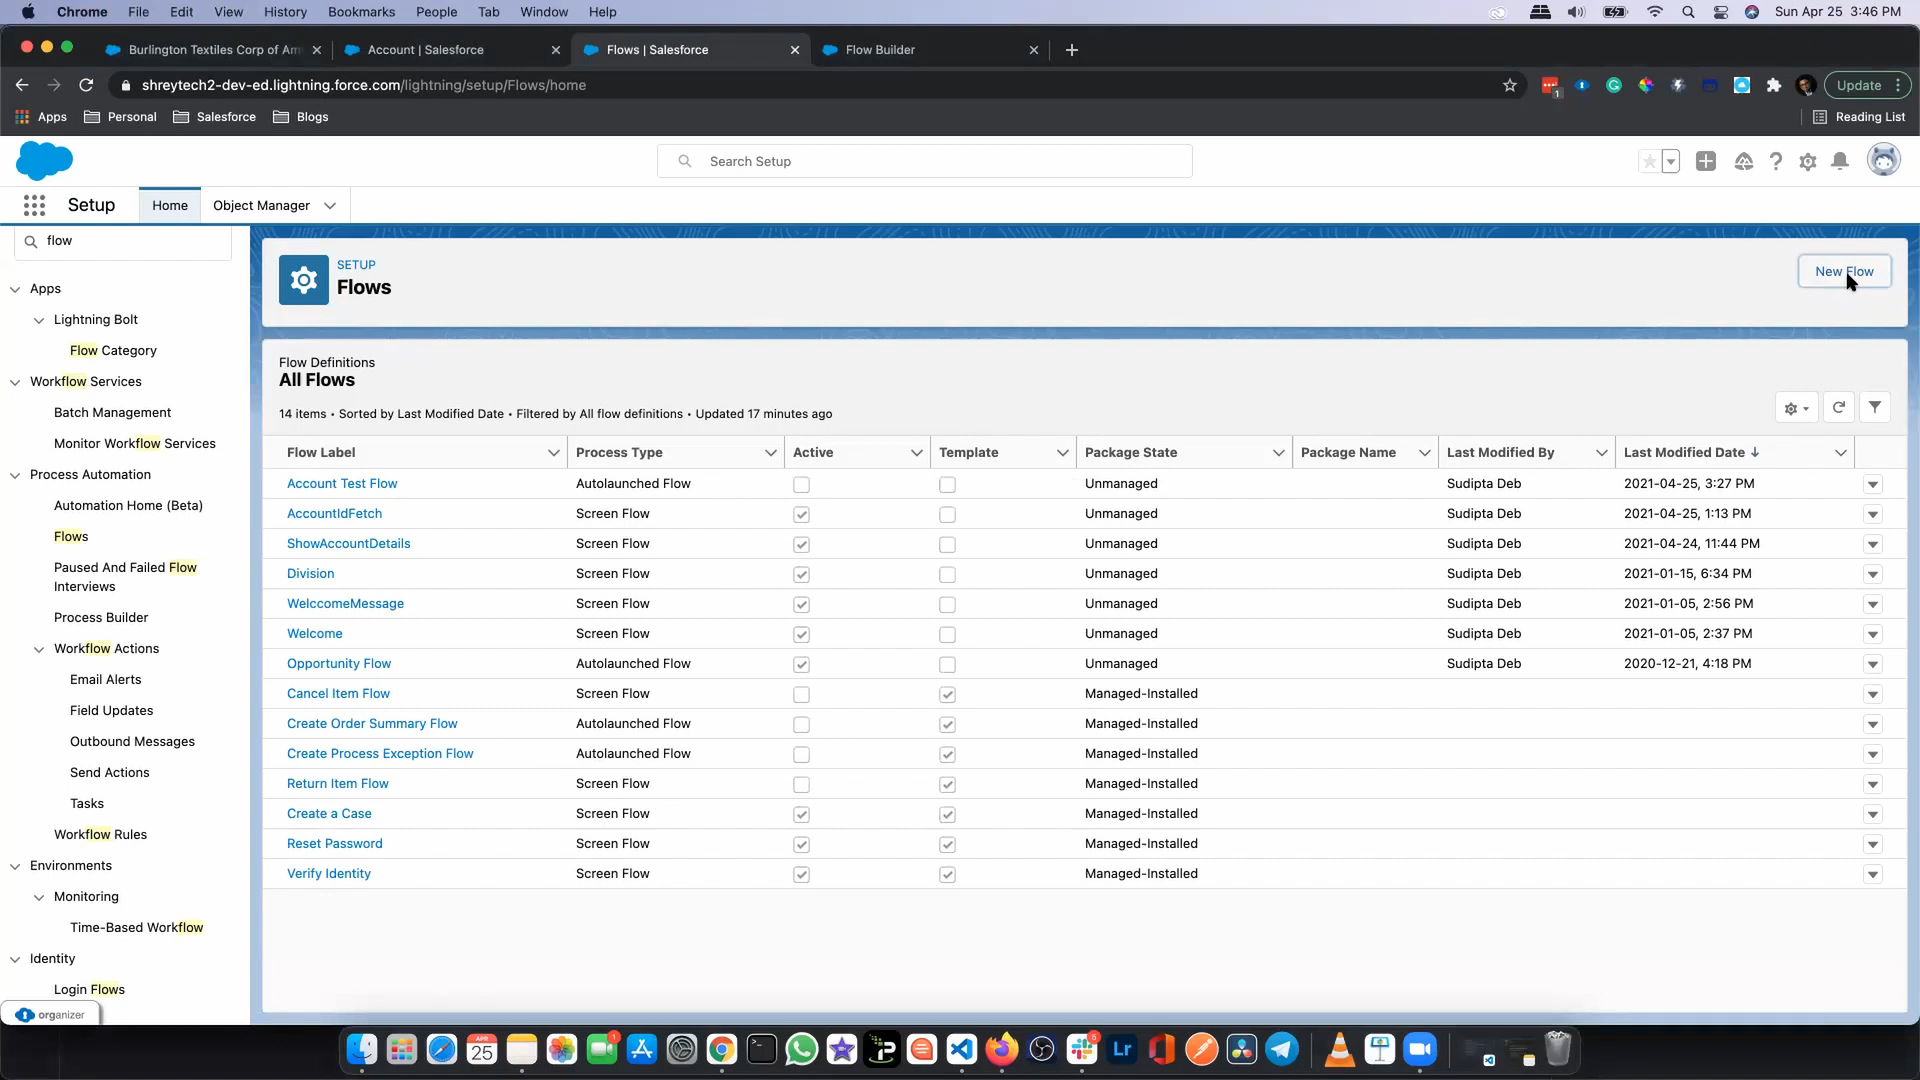 Chrome File Edit View History Bookmarks People Tab Window Help Sun Apr 25 3:46 PM
Burlington Textiles Corp of Am Account | Salesforce Flows | Salesforce Flow Builder
shreytech2-dev-ed.lightning.force.com/lightning/setup/Flows/home 1 Update
Apps Personal Salesforce Blogs Reading List
Search Setup
Setup Home Object Manager
flow
Apps
Lightning Bolt
Flow Category
Workflow Services
Batch Management
Monitor Workflow Services
Process Automation
Automation Home (Beta)
Flows
Paused And Failed Flow
Interviews
Process Builder
Workflow Actions
Email Alerts
Field Updates
Outbound Messages
Send Actions
Tasks
Workflow Rules
Environments
Monitoring
Time-Based Workflow
Identity
Login Flows
organizer
SETUP
Flows
New Flow
Flow Definitions
All Flows
14 items • Sorted by Last Modified Date • Filtered by All flow definitions • Updated 17 minutes ago
Flow Label Process Type Active Template Package State Package Name Last Modified By Last Modified Date ↓
Account Test Flow Autolaunched Flow Unmanaged Sudipta Deb 2021-04-25, 3:27 PM
AccountIdFetch Screen Flow Unmanaged Sudipta Deb 2021-04-25, 1:13 PM
ShowAccountDetails Screen Flow Unmanaged Sudipta Deb 2021-04-24, 11:44 PM
Division Screen Flow Unmanaged Sudipta Deb 2021-01-15, 6:34 PM
WelccomeMessage Screen Flow Unmanaged Sudipta Deb 2021-01-05, 2:56 PM
Welcome Screen Flow Unmanaged Sudipta Deb 2021-01-05, 2:37 PM
Opportunity Flow Autolaunched Flow Unmanaged Sudipta Deb 2020-12-21, 4:18 PM
Cancel Item Flow Screen Flow Managed-Installed
Create Order Summary Flow Autolaunched Flow Managed-Installed
Create Process Exception Flow Autolaunched Flow Managed-Installed
Return Item Flow Screen Flow Managed-Installed
Create a Case Screen Flow Managed-Installed
Reset Password Screen Flow Managed-Installed
Verify Identity Screen Flow Managed-Installed
APR
25 1 Lr